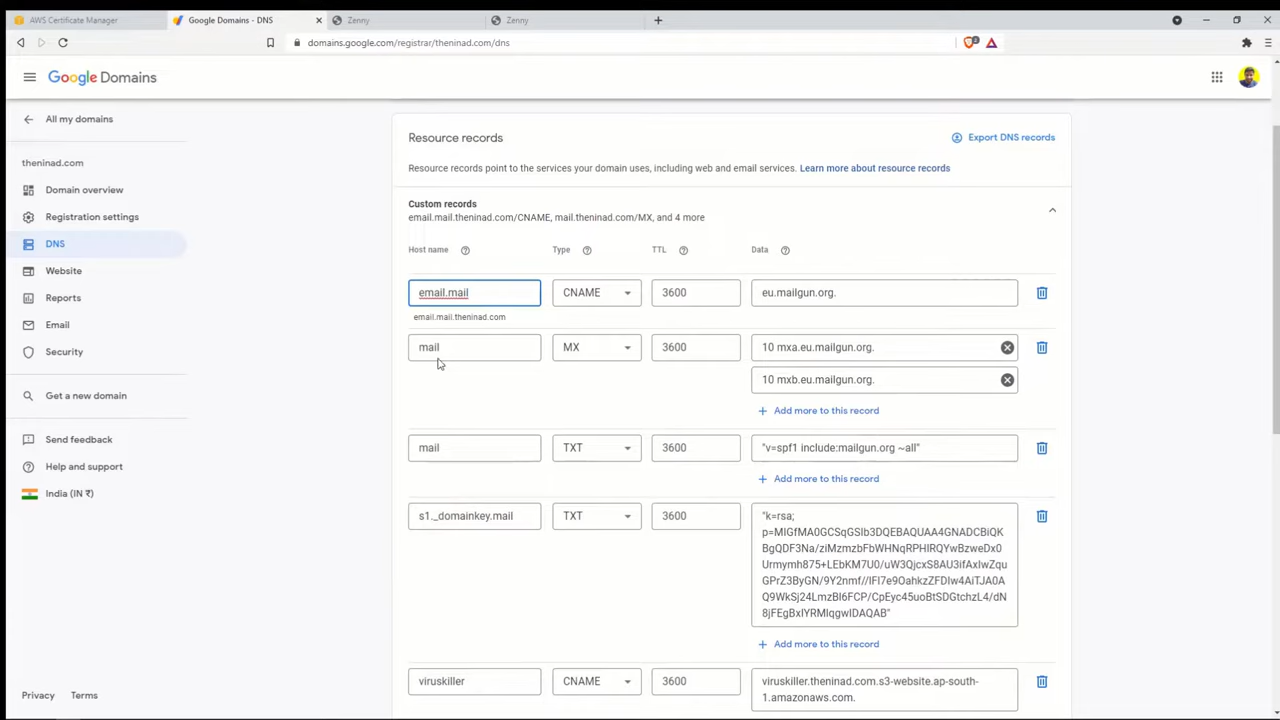 AWS Certificate Manager
Google Domains - DNS
Zenny
Zenny
domains.google.com/registrar/theninad.com/dns
2
Google Domains
All my domains
theninad.com
Domain overview
Registration settings
DNS
Website
Reports
Email
Security
Get a new domain
Send feedback
Help and support
India (IN ₹)
Privacy Terms
Resource records
Export DNS records
Resource records point to the services your domain uses, including web and email services. Learn more about resource records
Custom records
email.mail.theninad.com/CNAME, mail.theninad.com/MX, and 4 more
Host name Type TTL Data
email.mail CNAME 3600 eu.mailgun.org.
email.mail.theninad.com
mail MX 3600 10 mxa.eu.mailgun.org.
10 mxb.eu.mailgun.org.
Add more to this record
mail TXT 3600 "v=spf1 include:mailgun.org ~all"
Add more to this record
s1._domainkey.mail TXT 3600 "k=rsa;
Add more to this record
viruskiller CNAME 3600 viruskiller.theninad.com.s3-website.ap-south-
1.amazonaws.com.